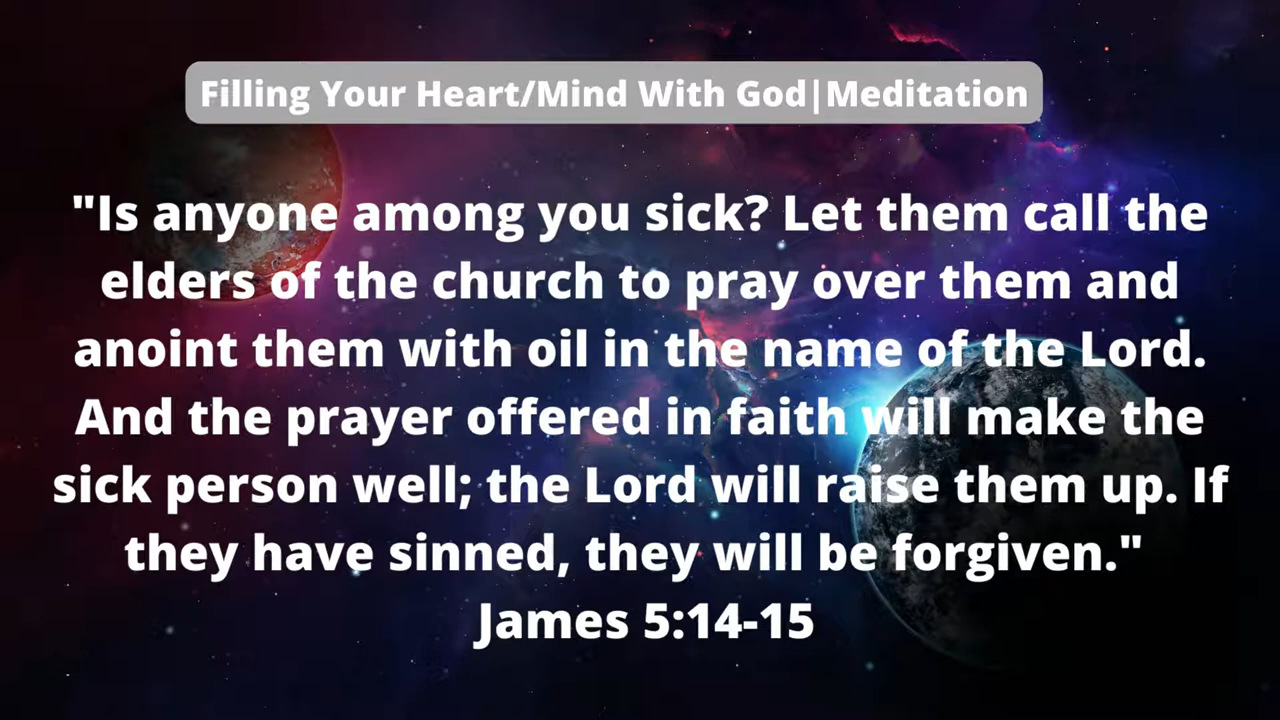 Filling Your Heart/Mind With God|Meditation
"Is anyone among you sick? Let them call the
elders of the church to pray over them and
anoint them with oil in the name of the Lord.
And the prayer offered in faith will make the
sick person well; the Lord will raise them up. If
they have sinned, they will be forgiven."
James 5:14-15